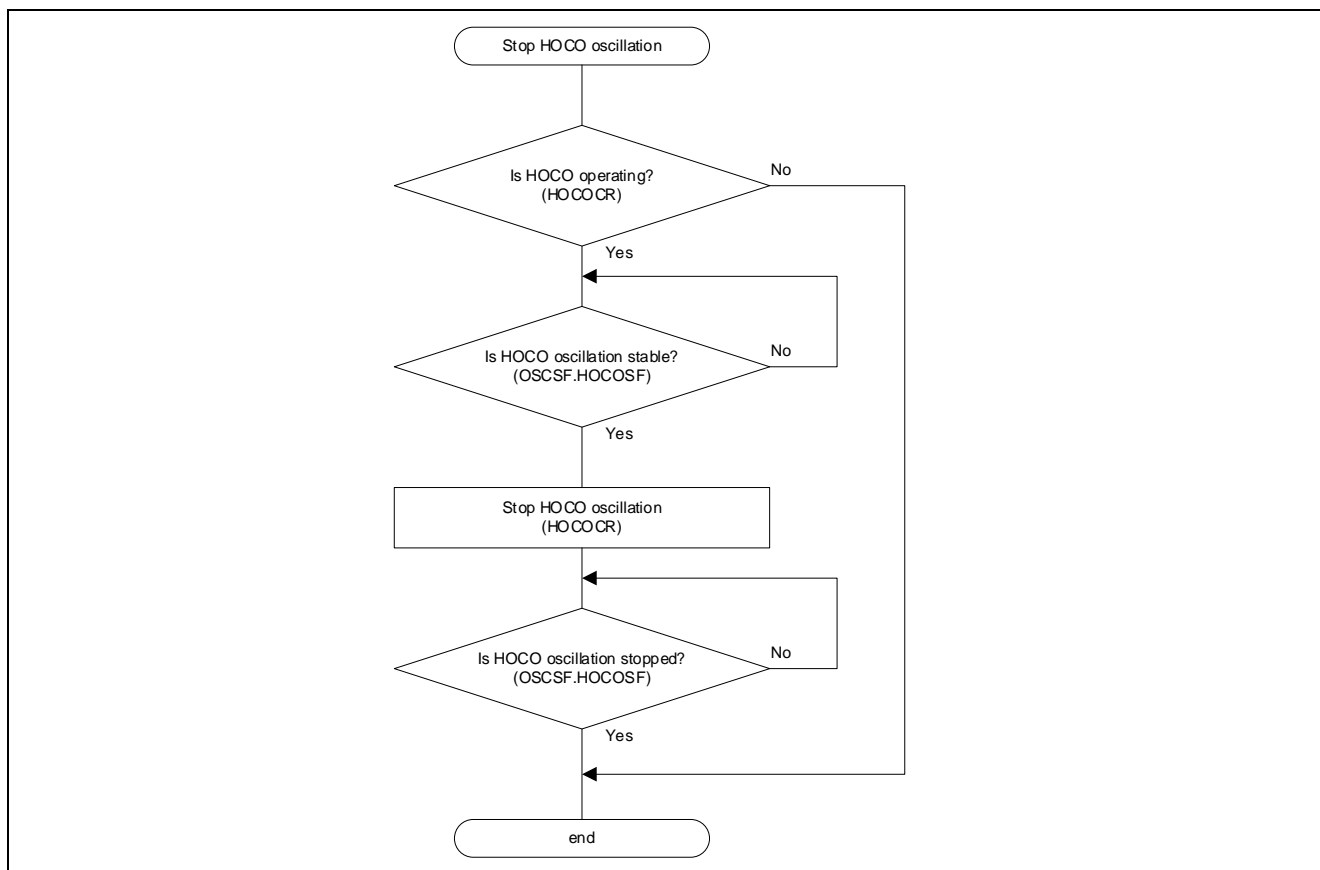 Stop HOCO oscillation
Is HOCO operating?
(HOCOCR)
No
Yes
Is HOCO oscillation stable?
(OSCSF.HOCOSF)
No
Yes
Stop HOCO oscillation
(HOCOCR)
Is HOCO oscillation stopped?
(OSCSF.HOCOSF)
No
Yes
end